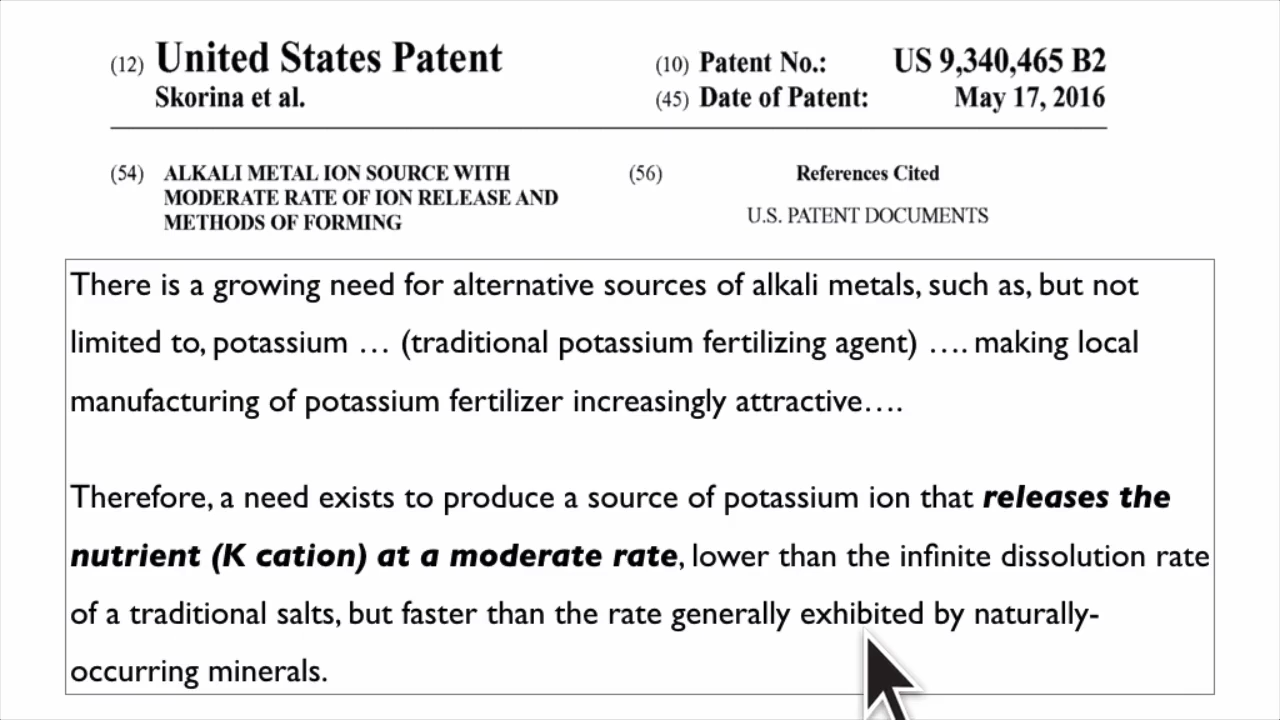 (12) United States Patent
Skorina et al.
(10) Patent No.: US 9,340,465 B2
(45) Date of Patent: May 17, 2016
(54) ALKALI METAL ION SOURCE WITH
MODERATE RATE OF ION RELEASE AND
METHODS OF FORMING
(56) References Cited
U.S. PATENT DOCUMENTS
There is a growing need for alternative sources of alkali metals, such as, but not
limited to, potassium … (traditional potassium fertilizing agent) …. making local
manufacturing of potassium fertilizer increasingly attractive….
Therefore, a need exists to produce a source of potassium ion that releases the
nutrient (K cation) at a moderate rate, lower than the infinite dissolution rate
of a traditional salts, but faster than the rate generally exhibited by naturally-
occurring minerals.